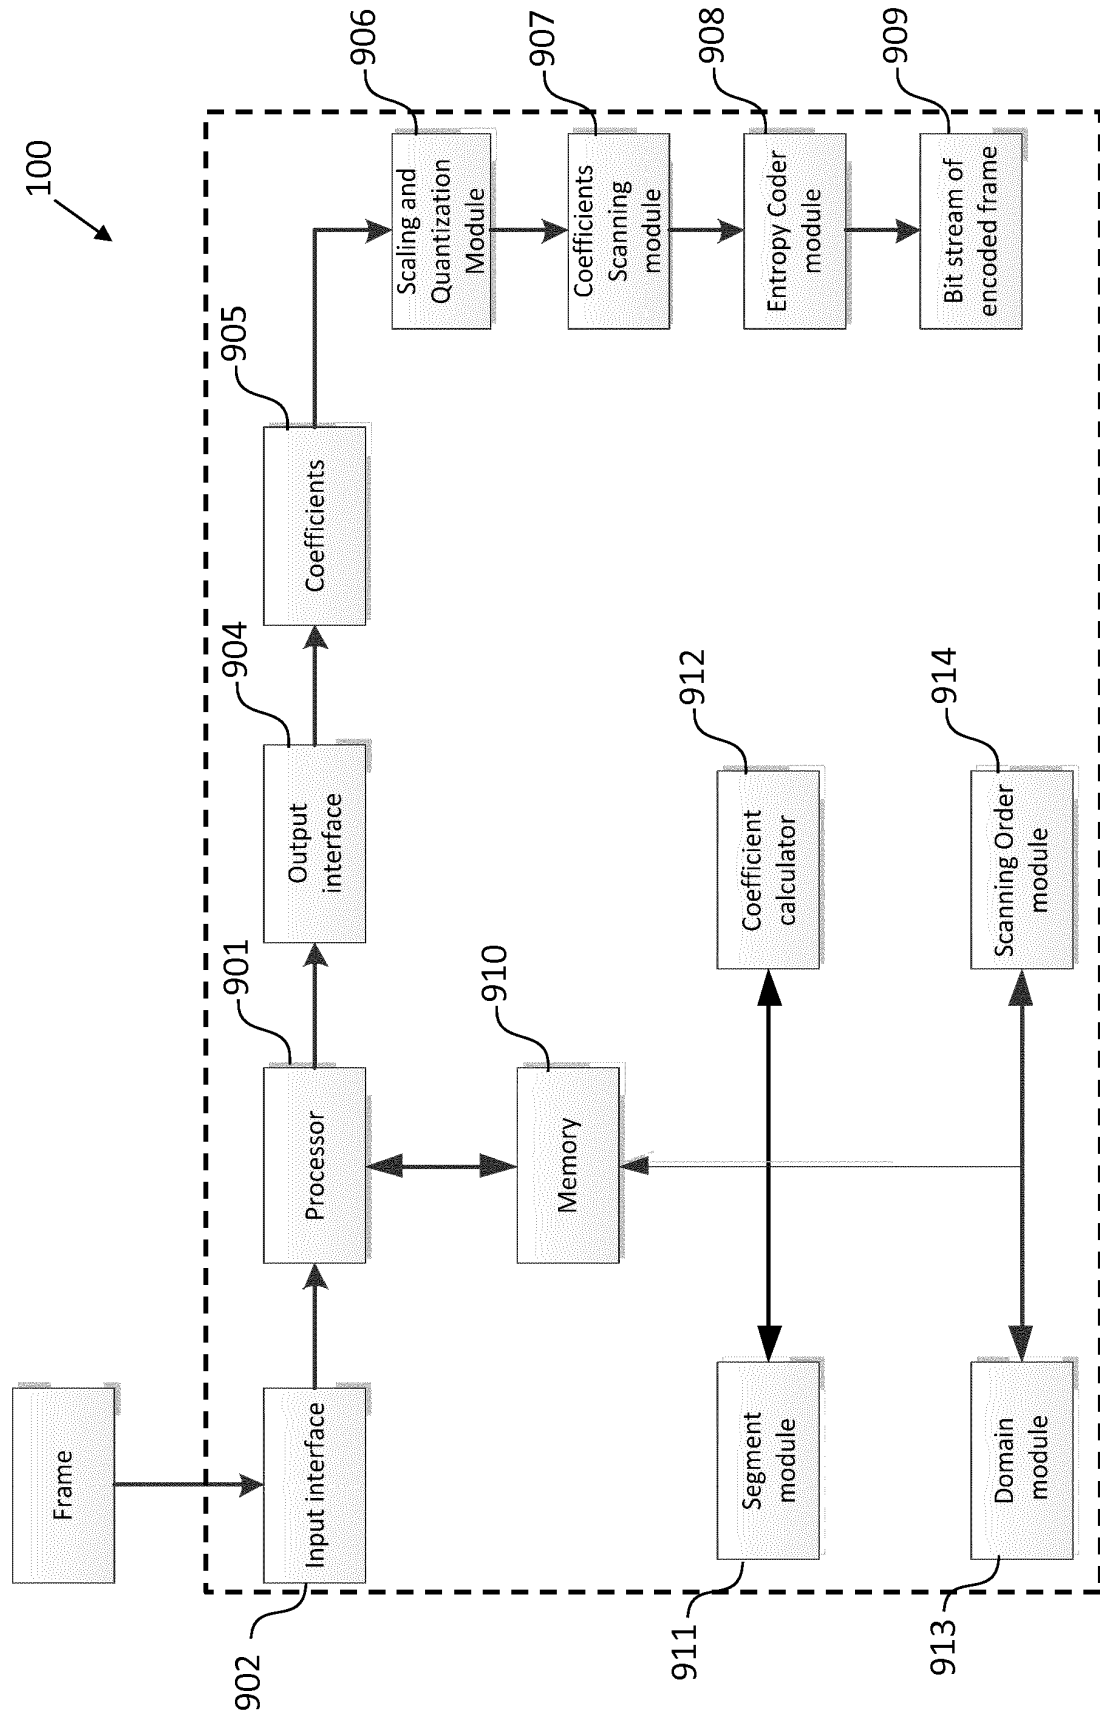 100
Frame
902
Input interface
901
Processor
904
Output
interface
905
Coefficients
906
Scaling and
Quantization
Module
907
Coefficients
Scanning
module
908
Entropy Coder
module
909
Bit stream of
encoded frame
910
Memory
911
Segment
module
912
Coefficient
calculator
913
Domain
module
914
Scanning Order
module